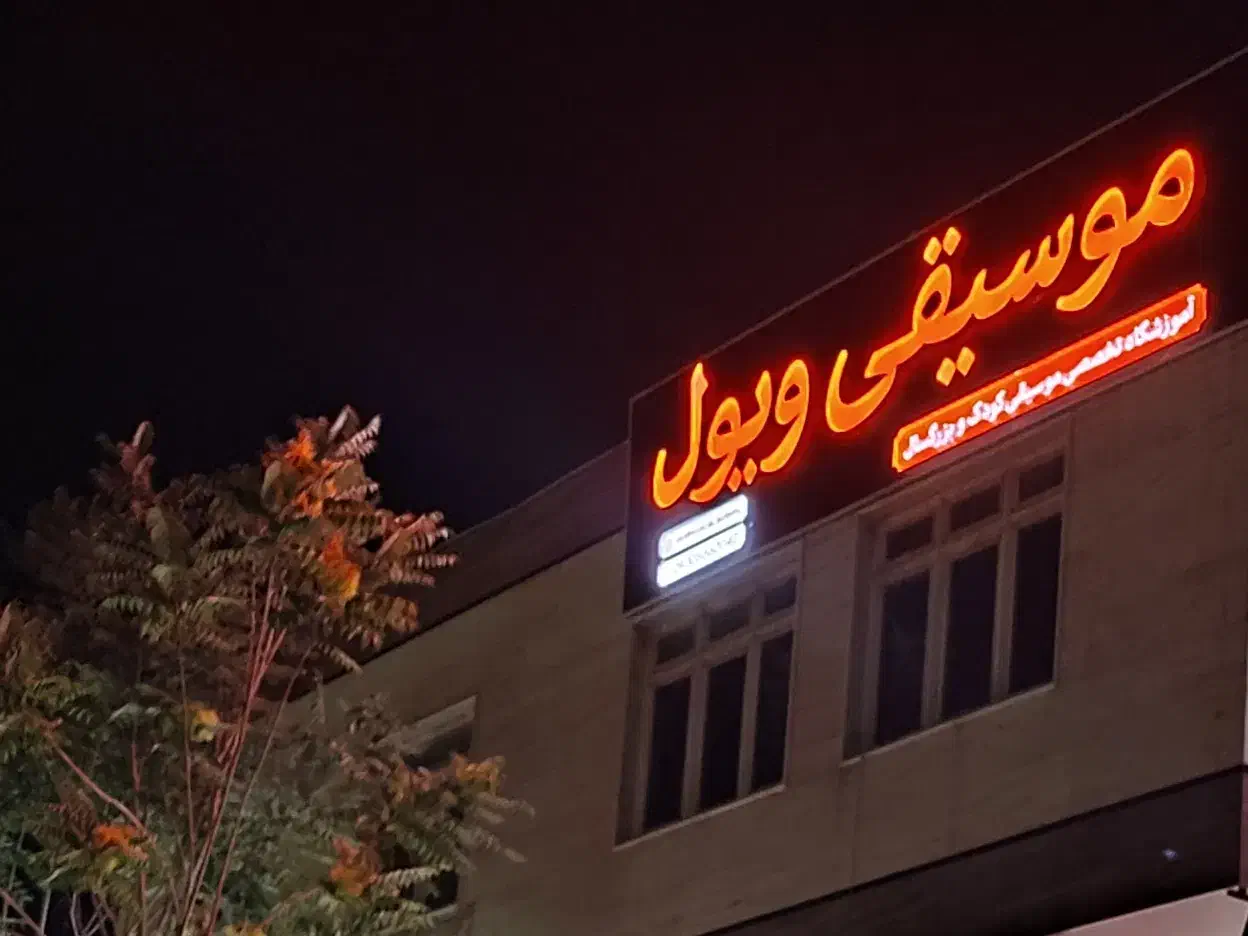 موسیقی ویول
آموزشگاه تخصصی موسیقی کودک و بزرگسال